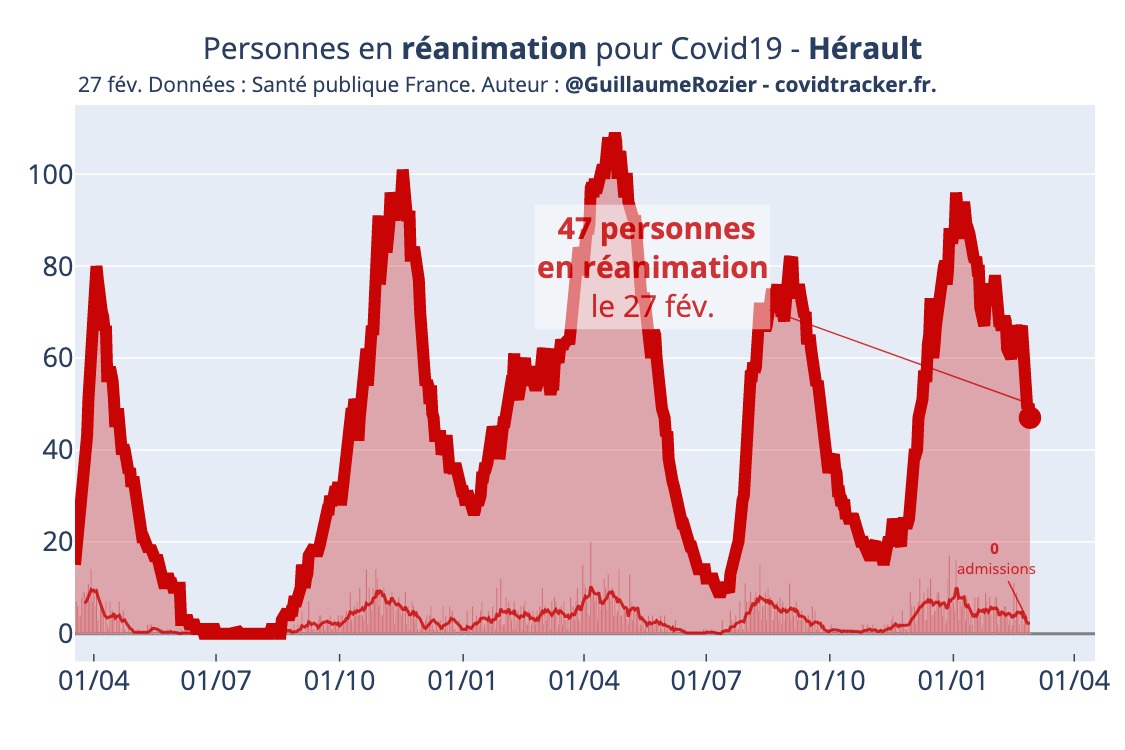 Personnes en réanimation pour Covid19 - Hérault
27 fév. Données : Santé publique France. Auteur : @GuillaumeRozier - covidtracker.fr.
100
80
60
40
20
0
47 personnes
en réanimation
le 27 fév.
0
admissions
01/04 01/07 01/10 01/01 01/04 01/07 01/10 01/01 01/04